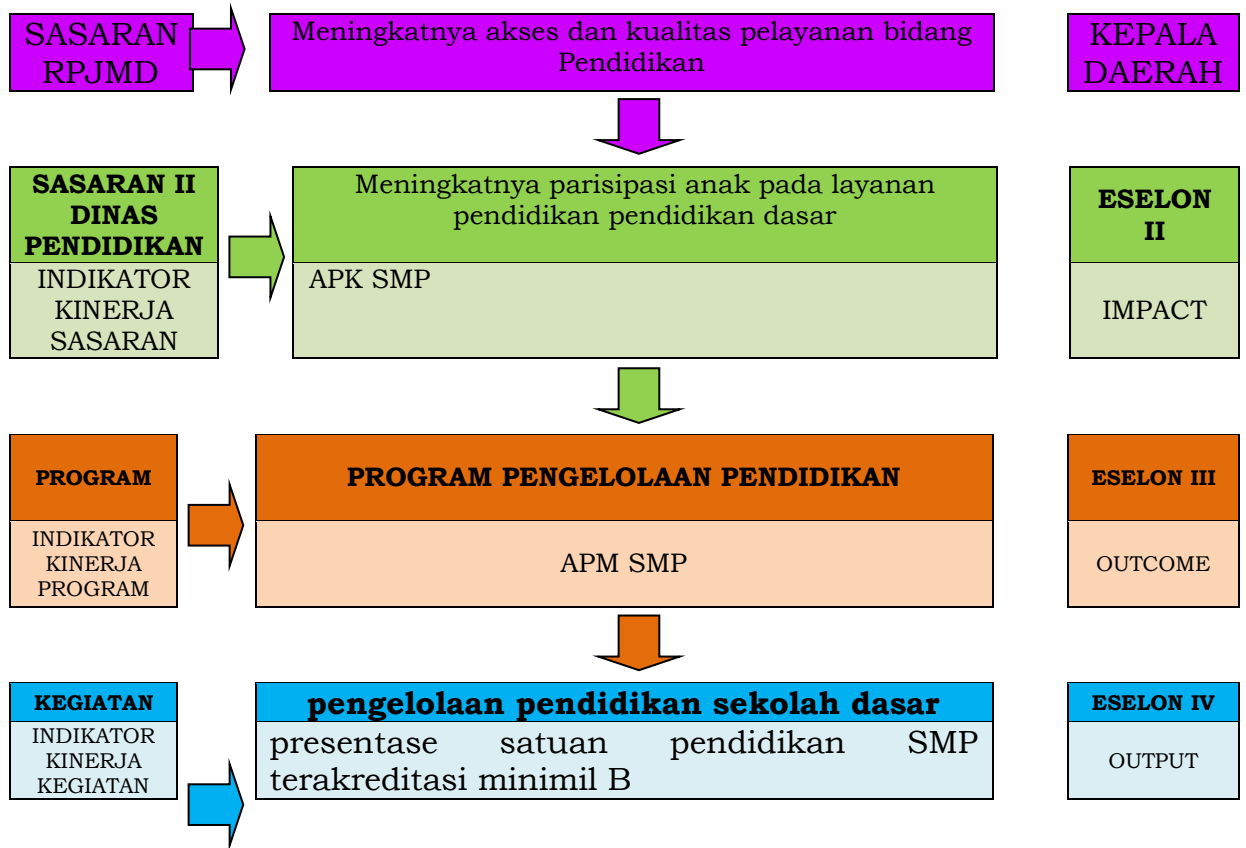 SASARAN
RPJMD
Meningkatnya akses dan kualitas pelayanan bidang
Pendidikan
KEPALA
DAERAH
SASARAN II
DINAS
PENDIDIKAN
Meningkatnya parisipasi anak pada layanan
pendidikan pendidikan dasar
ESELON
II
INDIKATOR
KINERJA
SASARAN
APK SMP
IMPACT
PROGRAM
PROGRAM PENGELOLAAN PENDIDIKAN
ESELON III
INDIKATOR
KINERJA
PROGRAM
APM SMP
OUTCOME
KEGIATAN
pengelolaan pendidikan sekolah dasar
ESELON IV
INDIKATOR
KINERJA
KEGIATAN
presentase satuan pendidikan SMP
terakreditasi minimil B
OUTPUT